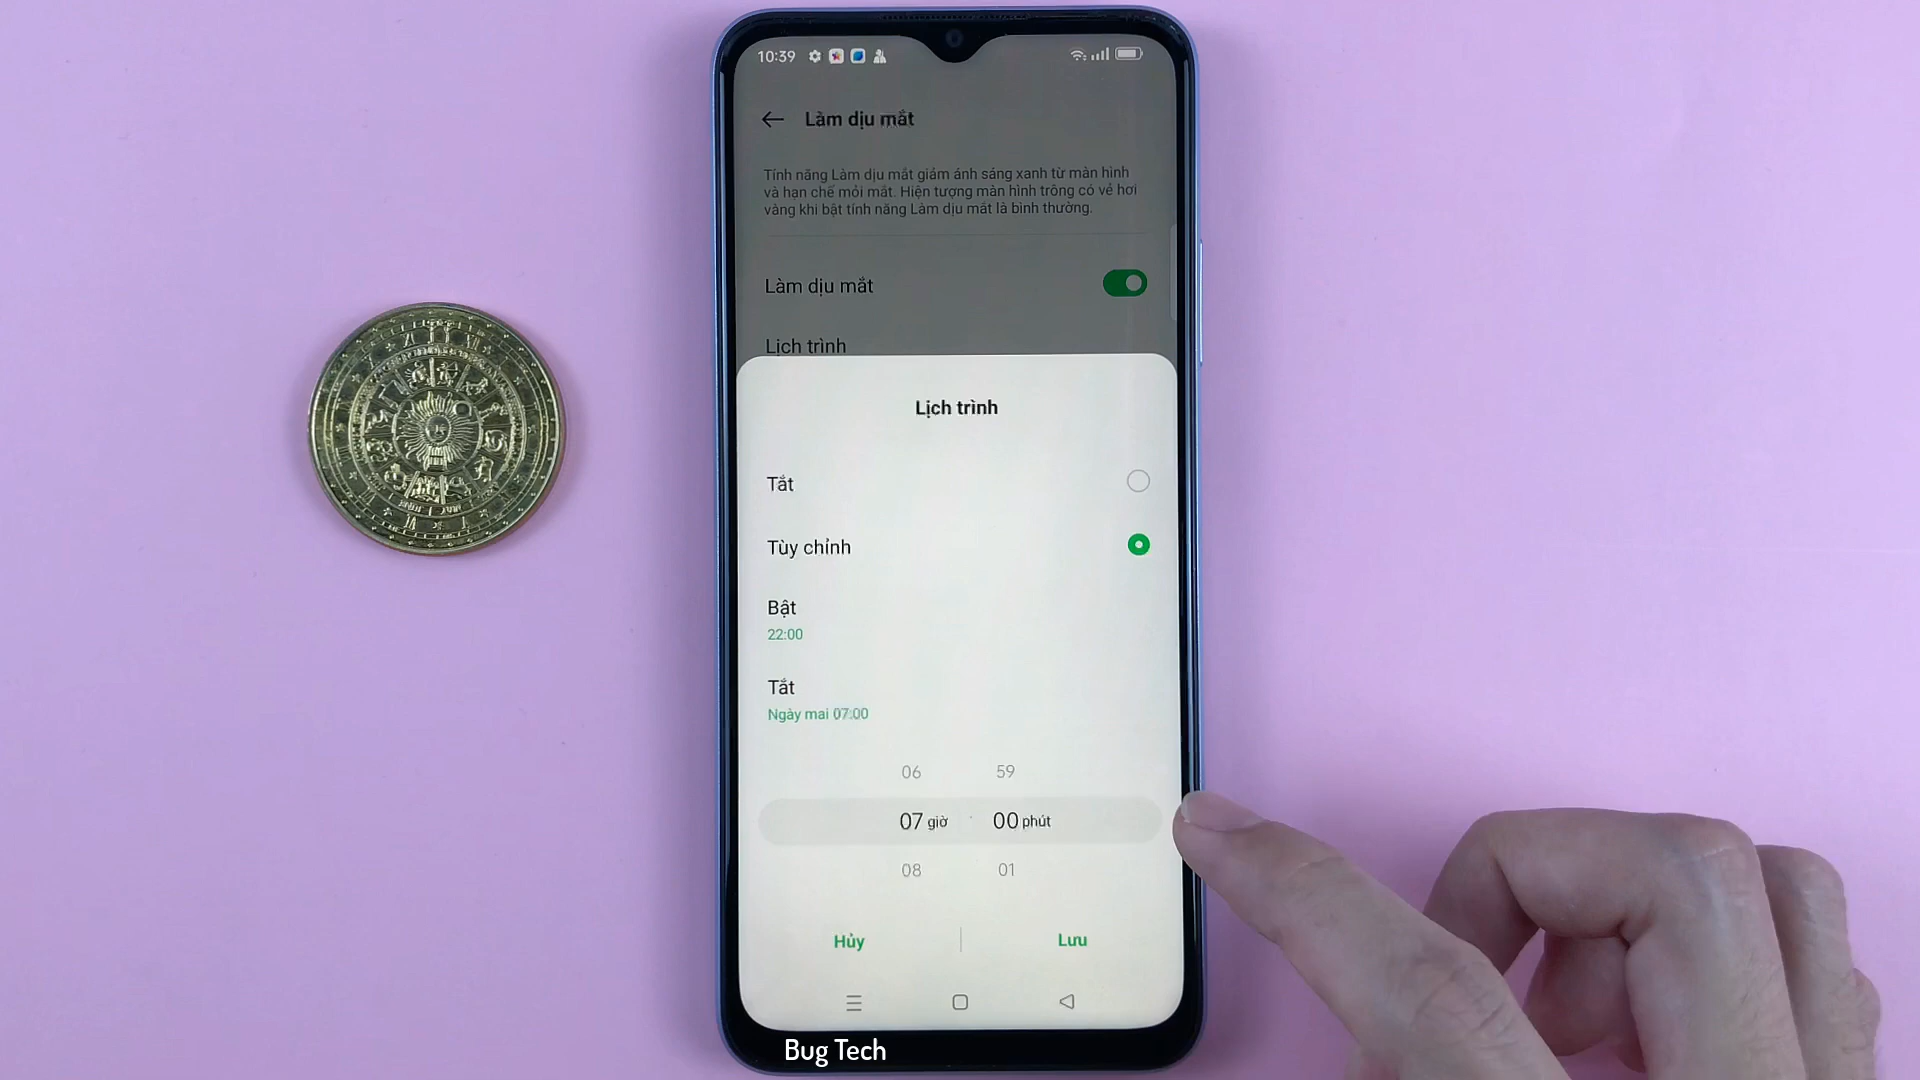 10:39
Làm dịu mắt
Tính năng Làm dịu mắt giảm ánh sáng xanh từ màn hình
và hạn chế mỏi mắt. Hiện tượng màn hình trông có vẻ hơi
vàng khi bật tính năng Làm dịu mắt là bình thường.
Làm dịu mắt
Lịch trình
Lịch trình
Tắt
Tùy chỉnh
Bật
22:00
Tắt
Ngày mai 07:00
06 59
07 giờ 00 phút
08 01
Hủy Lưu
Bug Tech